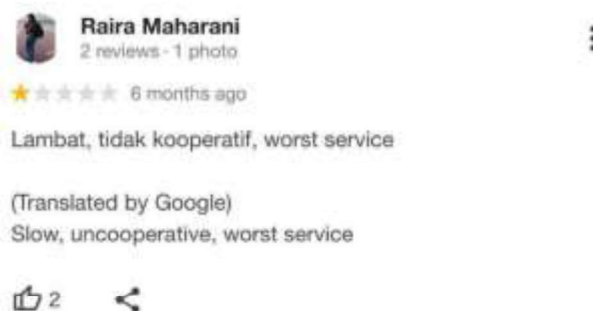 Raira Maharani
2 reviews · 1 photo
6 months ago
Lambat, tidak kooperatif, worst service
(Translated by Google)
Slow, uncooperative, worst service
2